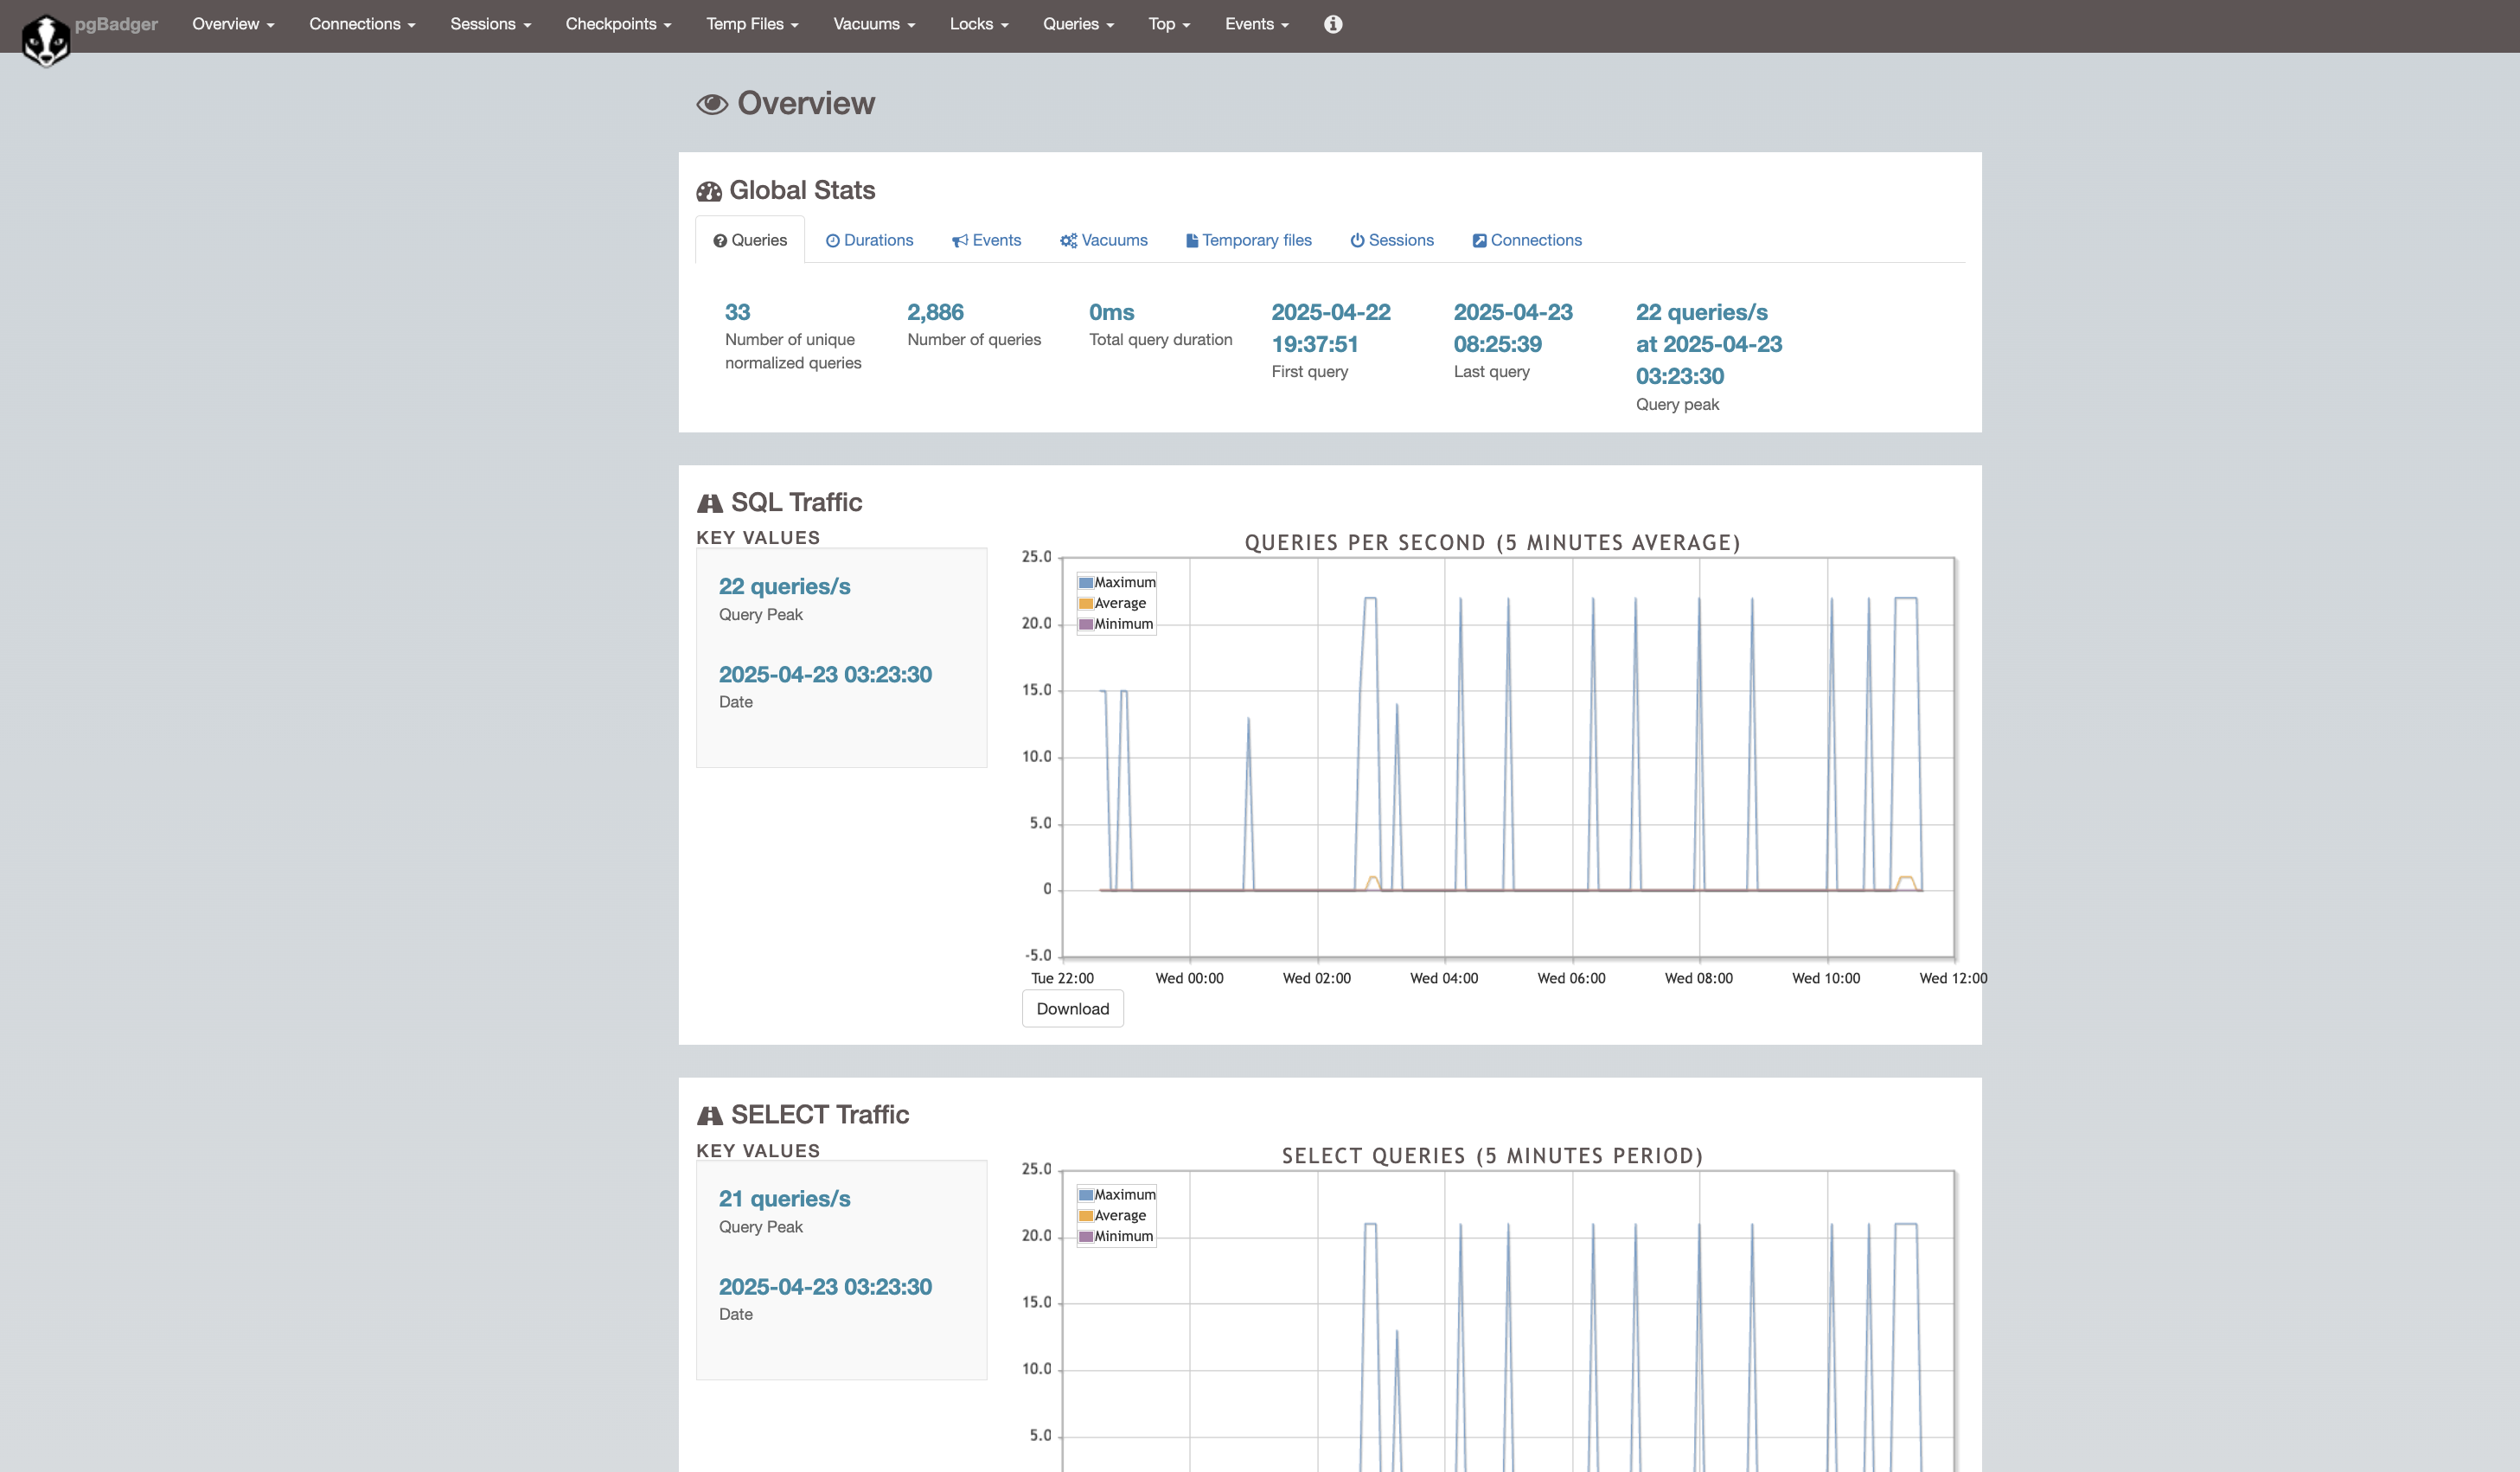 pgBadger Overview Connections Sessions Checkpoints Temp Files Vacuums Locks Queries Top Events
Overview
Global Stats
Queries Durations Events Vacuums Temporary files Sessions Connections
33
Number of unique
normalized queries
2,886
Number of queries
0ms
Total query duration
2025-04-22
19:37:51
First query
2025-04-23
08:25:39
Last query
22 queries/s
at 2025-04-23
03:23:30
Query peak
SQL Traffic
KEY VALUES
22 queries/s
Query Peak
2025-04-23 03:23:30
Date
QUERIES PER SECOND (5 MINUTES AVERAGE)
25.0
20.0
15.0
10.0
5.0
0
-5.0
Maximum
Average
Minimum
Tue 22:00 Wed 00:00 Wed 02:00 Wed 04:00 Wed 06:00 Wed 08:00 Wed 10:00 Wed 12:00
Download
SELECT Traffic
KEY VALUES
21 queries/s
Query Peak
2025-04-23 03:23:30
Date
SELECT QUERIES (5 MINUTES PERIOD)
25.0
20.0
15.0
10.0
5.0
Maximum
Average
Minimum